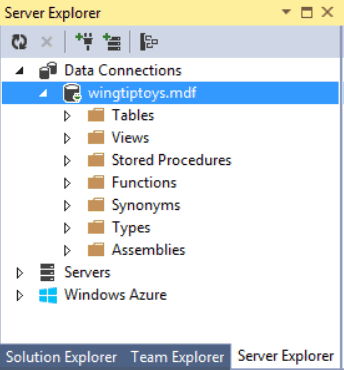 Server Explorer
Data Connections
wingtiptoys.mdf
Tables
Views
Stored Procedures
Functions
Synonyms
Types
Assemblies
Servers
Windows Azure
Solution Explorer Team Explorer Server Explorer